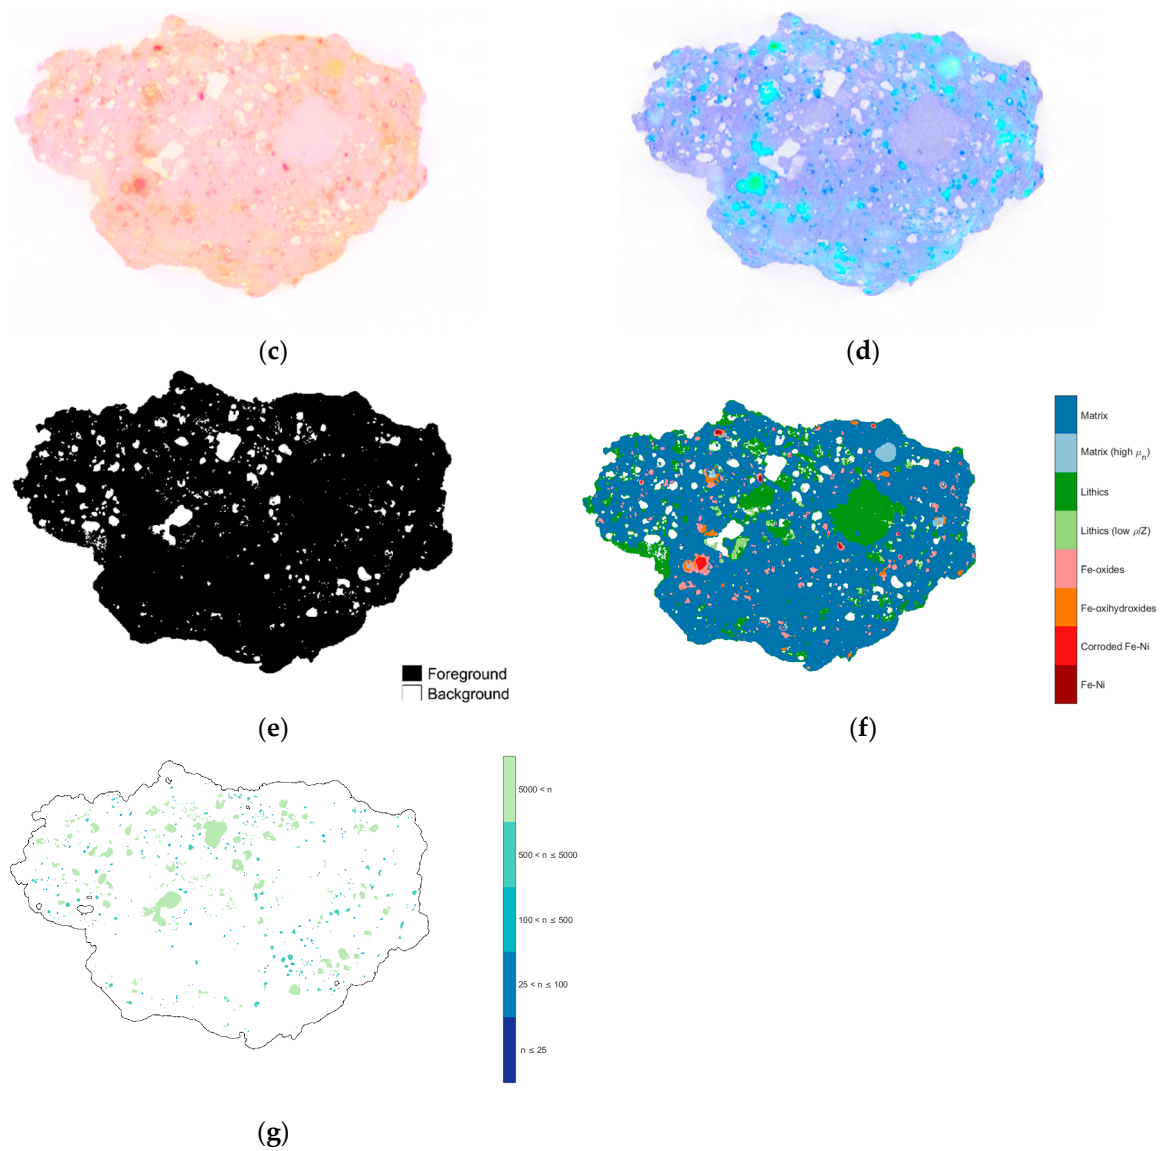 (c)
(d)
Foreground
Background
(e)
Matrix
Matrix (high μn)
Lithics
Lithics (low ρ/Z)
Fe-oxides
Fe-oxihydroxides
Corroded Fe-Ni
Fe-Ni
(f)
5000 < n
500 < n ≤ 5000
100 < n ≤ 500
25 < n ≤ 100
n ≤ 25
(g)